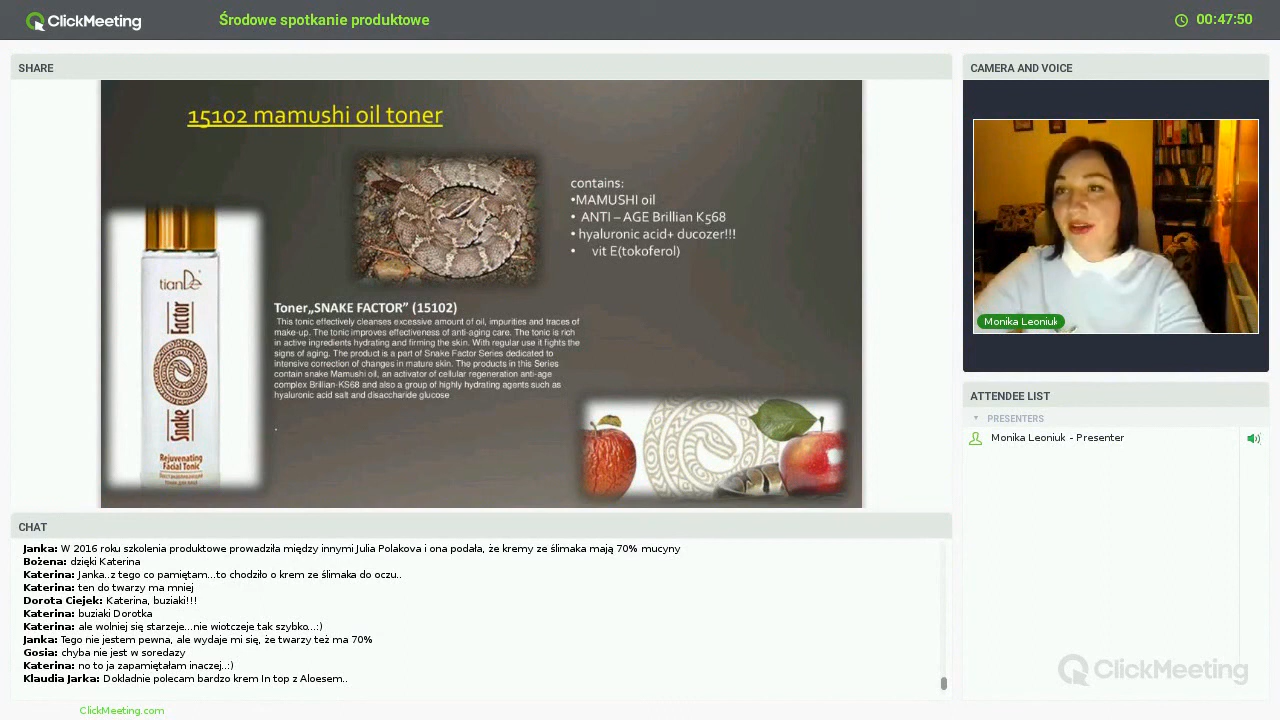 ClickMeeting
Środowe spotkanie produktowe
00:47:50
SHARE
15102 mamushi oil toner
contains:
•MAMUSHI oil
• ANTI – AGE Brillian K568
• hyaluronic acid+ ducozer!!!
• vit E(tokoferol)
tianDe
Snake Factor
Rejuvenating
Facial Tonic
Toner„SNAKE FACTOR” (15102)
This tonic effectively cleanses excessive amount of oil, impurities and traces of
make-up. The tonic improves effectiveness of anti-aging care. The tonic is rich
in active ingredients hydrating and firming the skin. With regular use it fights the
signs of aging. The product is a part of Snake Factor Series dedicated to
intensive correction of changes in mature skin. The products in this Series
contain snake Mamushi oil, an activator of cellular regeneration anti-age
complex Brillian-KS68 and also a group of highly hydrating agents such as
hyaluronic acid salt and disaccharide glucose
.
CAMERA AND VOICE
Monika Leoniuk
ATTENDEE LIST
PRESENTERS
Monika Leoniuk - Presenter
CHAT
Janka: W 2016 roku szkolenia produktowe prowadziła między innymi Julia Polakova i ona podała, że kremy ze ślimaka mają 70% mucyny
Bożena: dzięki Katerina
Katerina: Janka..z tego co pamiętam...to chodziło o krem ze ślimaka do oczu..
Katerina: ten do twarzy ma mniej
Dorota Ciejek: Katerina, buziaki!!!
Katerina: buziaki Dorotka
Katerina: ale wolniej się starzeje...nie wiotczeje tak szybko...:)
Janka: Tego nie jestem pewna, ale wydaje mi się, że twarzy też ma 70%
Gosia: chyba nie jest w soredazy
Katerina: no to ja zapamiętałam inaczej..:)
Klaudia Jarka: Dokladnie polecam bardzo krem In top z Aloesem..
ClickMeeting
ClickMeeting.com